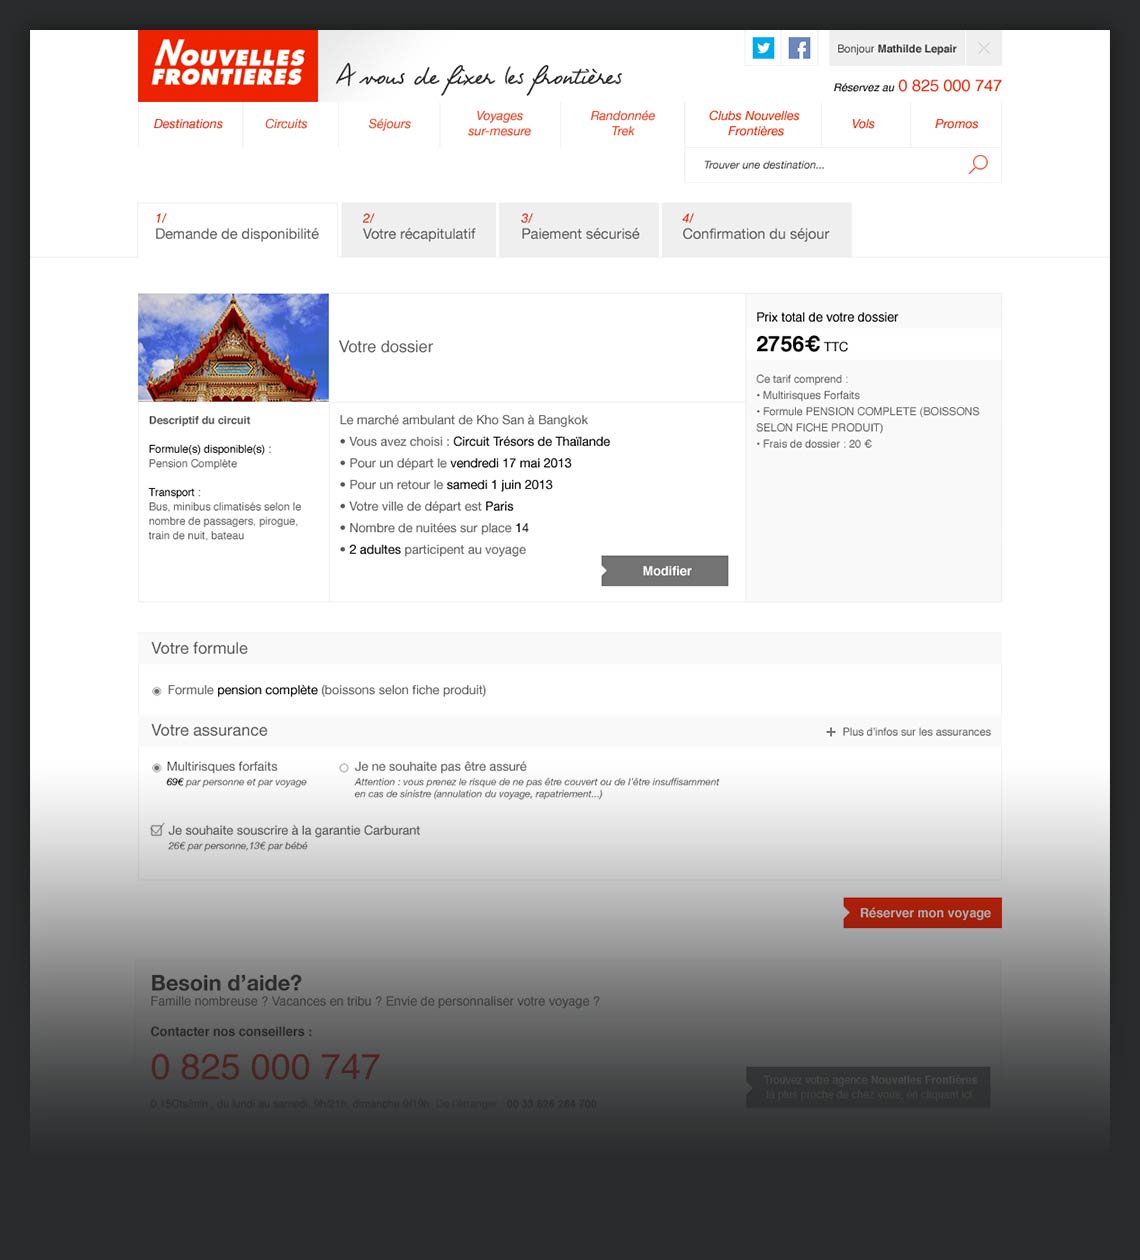 NOUVELLES
FRONTIERES
A vous de fixer les frontières
Bonjour Mathilde Lepair
Réservez au 0 825 000 747
Destinations
Circuits
Séjours
Voyages
sur-mesure
Randonnée
Trek
Clubs Nouvelles
Frontières
Vols
Promos
Trouver une destination...
1/
Demande de disponibilité
2/
Votre récapitulatif
3/
Paiement sécurisé
4/
Confirmation du séjour
Votre dossier
Prix total de votre dossier
2756€ TTC
Ce tarif comprend :
• Multirisques Forfaits
• Formule PENSION COMPLETE (BOISSONS
SELON FICHE PRODUIT)
• Frais de dossier : 20 €
Descriptif du circuit
Formule(s) disponible(s) :
Pension Complète
Transport :
Bus, minibus climatisés selon le
nombre de passagers, pirogue,
train de nuit, bateau
Le marché ambulant de Kho San à Bangkok
• Vous avez choisi : Circuit Trésors de Thaïlande
• Pour un départ le vendredi 17 mai 2013
• Pour un retour le samedi 1 juin 2013
• Votre ville de départ est Paris
• Nombre de nuitées sur place 14
• 2 adultes participent au voyage
Modifier
Votre formule
Formule pension complète (boissons selon fiche produit)
Votre assurance
+ Plus d'infos sur les assurances
Multirisques forfaits
69€ par personne et par voyage
Je ne souhaite pas être assuré
Attention : vous prenez le risque de ne pas être couvert ou de l'être insuffisamment
en cas de sinistre (annulation du voyage, rapatriement...)
Je souhaite souscrire à la garantie Carburant
26€ par personne,13€ par bébé
Réserver mon voyage
Besoin d'aide?
Famille nombreuse ? Vacances en tribu ? Envie de personnaliser votre voyage ?
Contacter nos conseillers :
0 825 000 747
0,15Cts/min , du lundi au samedi: 9h/21h, dimanche 9/19h. De l'étranger : 00 33 826 264 700
Trouvez votre agence Nouvelles Frontières
la plus proche de chez vous, en cliquant ici